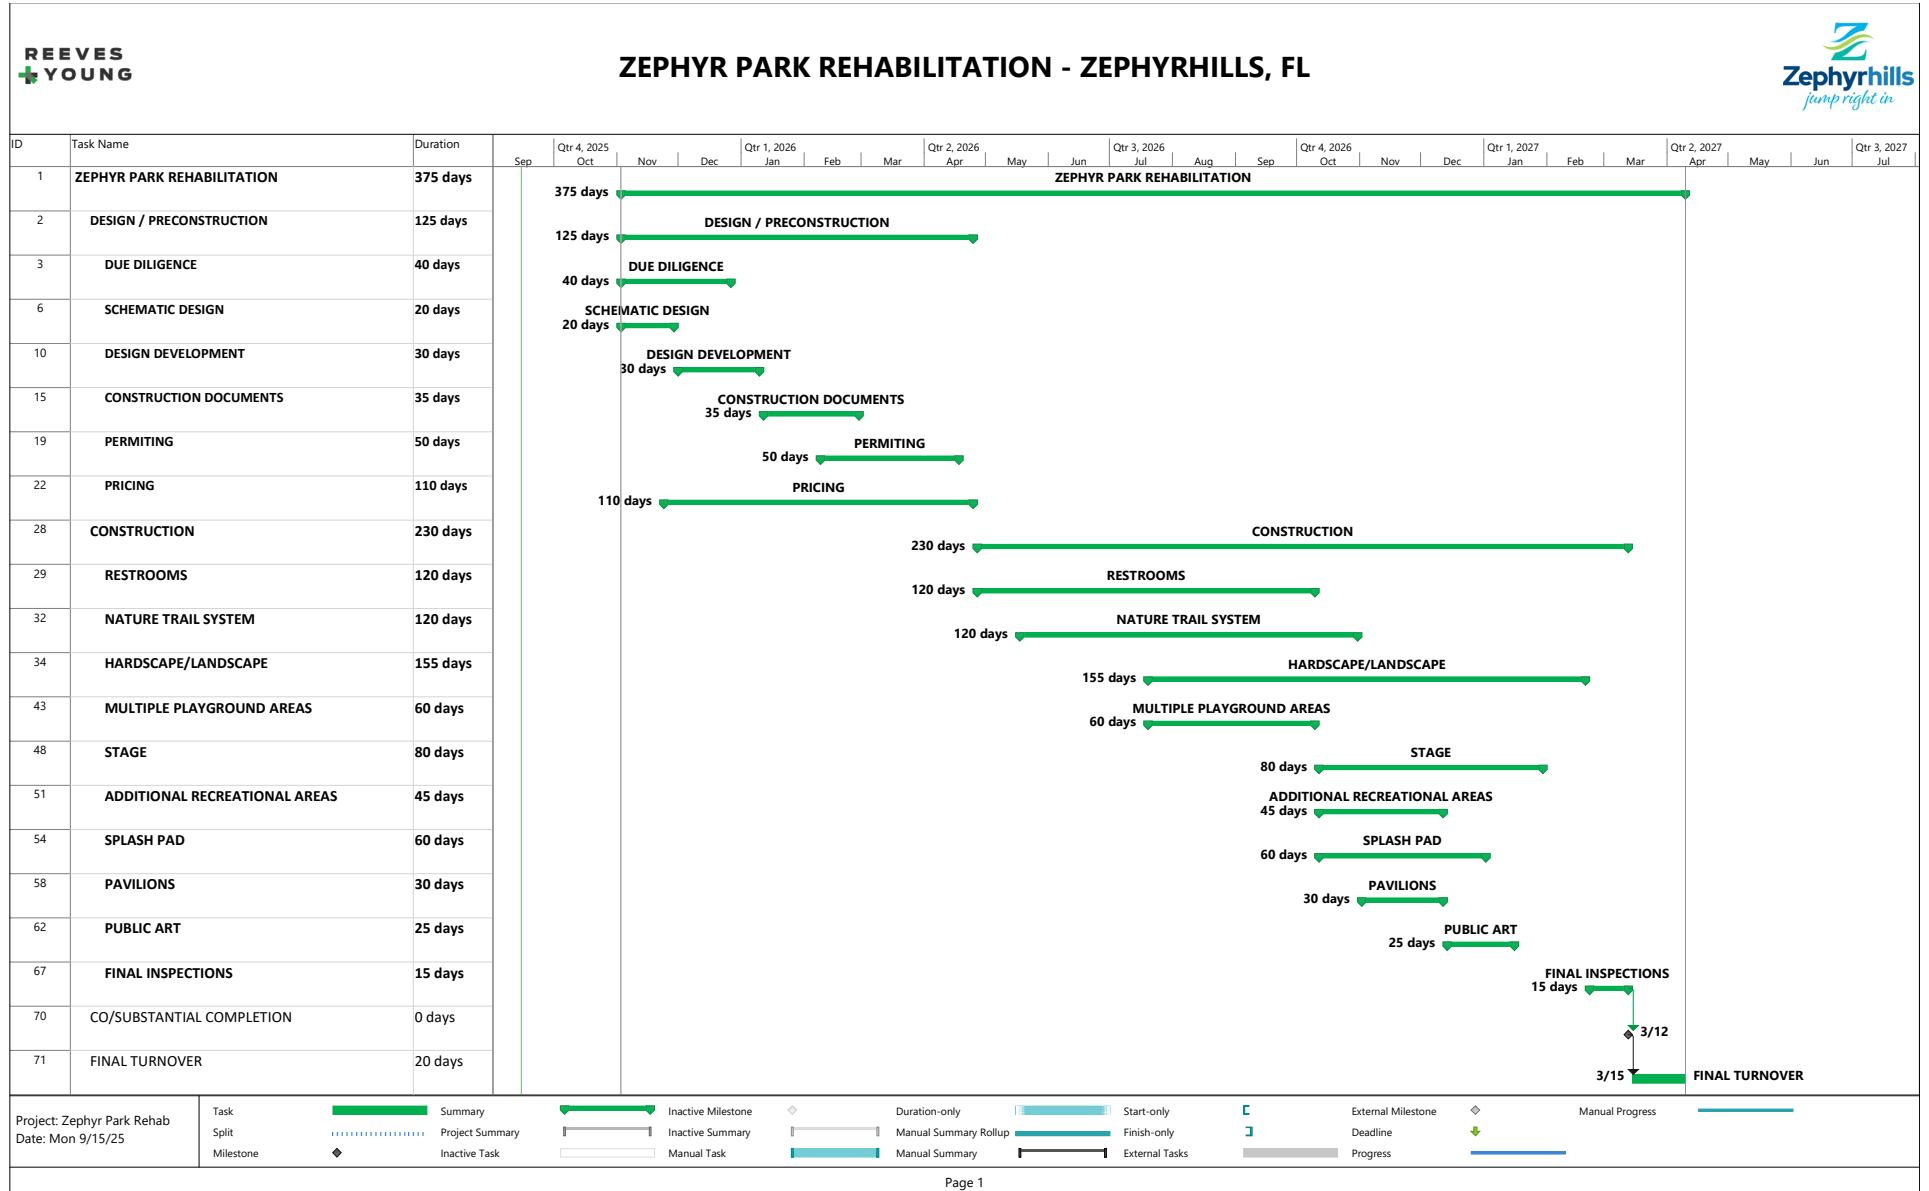 REEVES
YOUNG
ZEPHYR PARK REHABILITATION - ZEPHYRHILLS, FL
Zephyrhills
jump right in
ID Task Name Duration
Qtr 4, 2025 Qtr 1, 2026 Qtr 2, 2026 Qtr 3, 2026 Qtr 4, 2026 Qtr 1, 2027 Qtr 2, 2027 Qtr 3, 2027
Sep Oct Nov Dec Jan Feb Mar Apr May Jun Jul Aug Sep Oct Nov Dec Jan Feb Mar Apr May Jun Jul
1 ZEPHYR PARK REHABILITATION 375 days ZEPHYR PARK REHABILITATION
375 days
2 DESIGN / PRECONSTRUCTION 125 days DESIGN / PRECONSTRUCTION
125 days
3 DUE DILIGENCE 40 days DUE DILIGENCE
40 days
6 SCHEMATIC DESIGN 20 days SCHEMATIC DESIGN
20 days
10 DESIGN DEVELOPMENT 30 days DESIGN DEVELOPMENT
30 days
15 CONSTRUCTION DOCUMENTS 35 days CONSTRUCTION DOCUMENTS
35 days
19 PERMITING 50 days PERMITING
50 days
22 PRICING 110 days PRICING
110 days
28 CONSTRUCTION 230 days CONSTRUCTION
230 days
29 RESTROOMS 120 days RESTROOMS
120 days
32 NATURE TRAIL SYSTEM 120 days NATURE TRAIL SYSTEM
120 days
34 HARDSCAPE/LANDSCAPE 155 days HARDSCAPE/LANDSCAPE
155 days
43 MULTIPLE PLAYGROUND AREAS 60 days MULTIPLE PLAYGROUND AREAS
60 days
48 STAGE 80 days STAGE
80 days
51 ADDITIONAL RECREATIONAL AREAS 45 days ADDITIONAL RECREATIONAL AREAS
45 days
54 SPLASH PAD 60 days SPLASH PAD
60 days
58 PAVILIONS 30 days PAVILIONS
30 days
62 PUBLIC ART 25 days PUBLIC ART
25 days
67 FINAL INSPECTIONS 15 days FINAL INSPECTIONS
15 days
70 CO/SUBSTANTIAL COMPLETION 0 days
3/12
71 FINAL TURNOVER 20 days
3/15 FINAL TURNOVER
Project: Zephyr Park Rehab
Date: Mon 9/15/25
Task Summary Inactive Milestone Duration-only Start-only External Milestone Manual Progress
Split Project Summary Inactive Summary Manual Summary Rollup Finish-only Deadline
Milestone Inactive Task Manual Task Manual Summary External Tasks Progress
Page 1